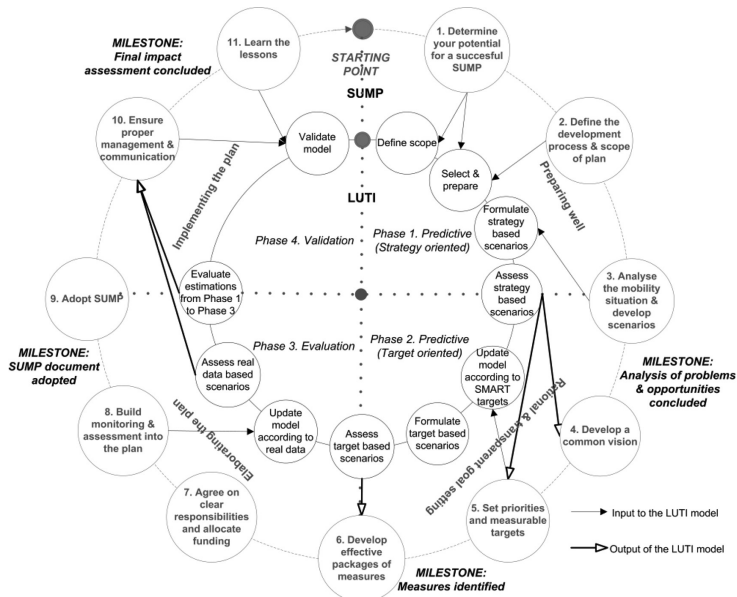 MILESTONE:
Final impact
assessment concluded
11. Learn the
lessons
STARTING
POINT
SUMP
LUTI
1. Determine
your potential
for a succesful
SUMP
2. Define the
development
process & scope
of plan
Preparing well
3. Analyse
the mobility
situation &
develop
scenarios
MILESTONE:
Analysis of problems
& opportunities
concluded
4. Develop a
common vision
Rational & transparent goal setting
5. Set priorities
and measurable
targets
MILESTONE:
Measures identified
6. Develop
effective
packages of
measures
7. Agree on
clear
responsibilities
and allocate
funding
Elaborating the plan
8. Build
monitoring &
assessment into
the plan
MILESTONE:
SUMP document
adopted
9. Adopt SUMP
10. Ensure
proper
management &
communication
Implementing the plan
Validate
model
Define scope
Select &
prepare
Formulate
strategy
based
scenarios
Assess
strategy
based
scenarios
Update
model
according to
SMART
targets
Formulate
target based
scenarios
Assess
target based
scenarios
Update
model
according to
real data
Assess real
data based
scenarios
Evaluate
estimations
from Phase 1
to Phase 3
Phase 4. Validation
Phase 1. Predictive
(Strategy oriented)
Phase 3. Evaluation
Phase 2. Predictive
(Target oriented)
Input to the LUTI model
Output of the LUTI model